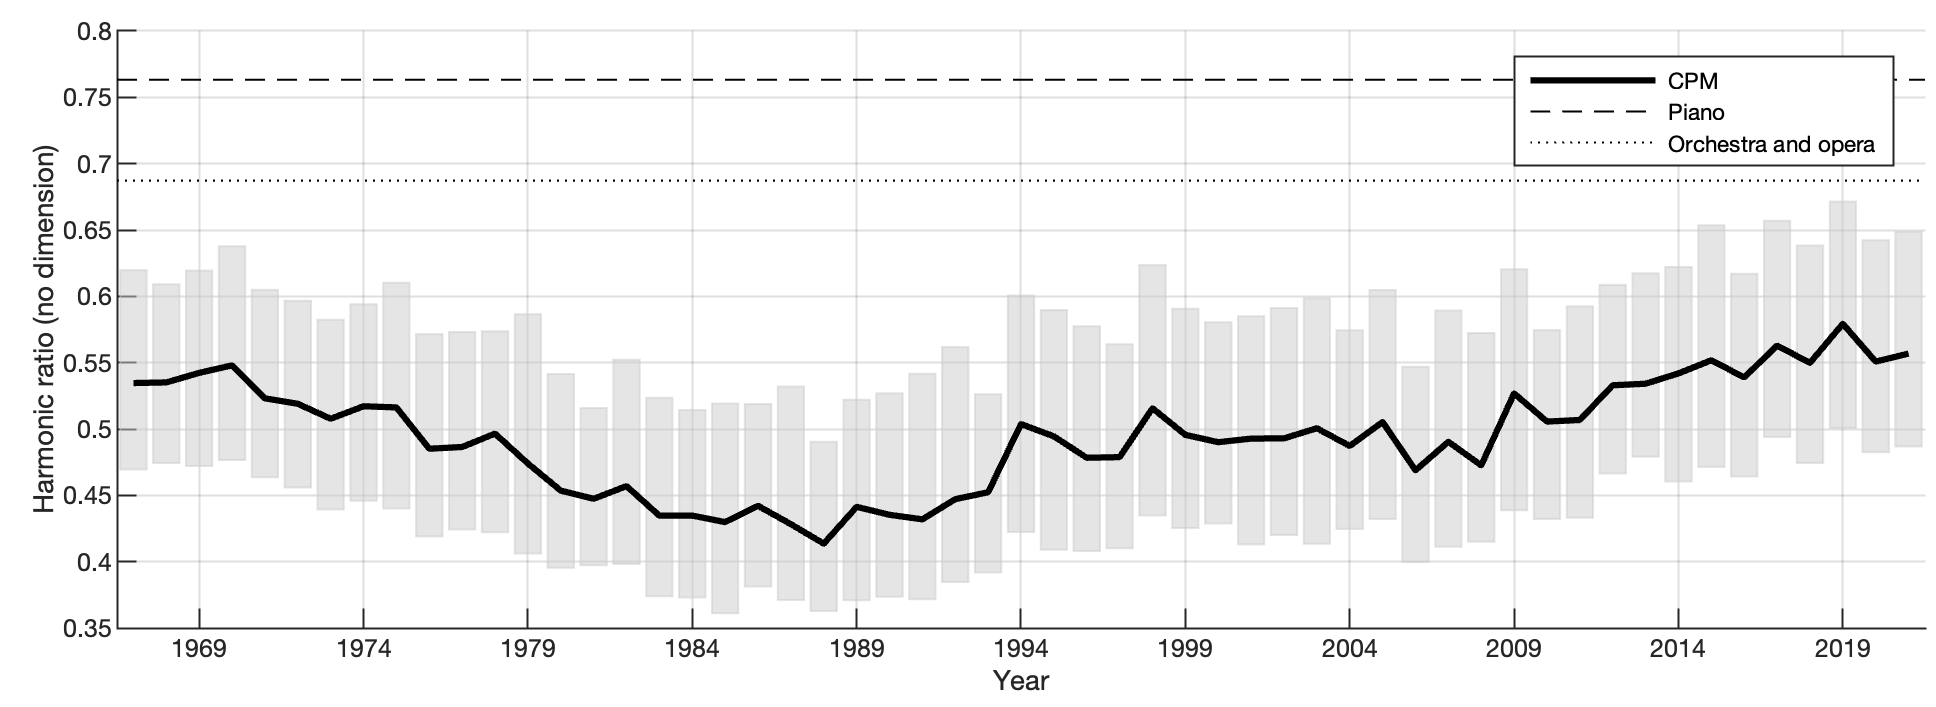 0.8
0.75
0.7
0.65
0.6
0.55
0.5
0.45
0.4
0.35
Harmonic ratio (no dimension)
CPM
Piano
Orchestra and opera
1969 1974 1979 1984 1989 1994 1999 2004 2009 2014 2019
Year